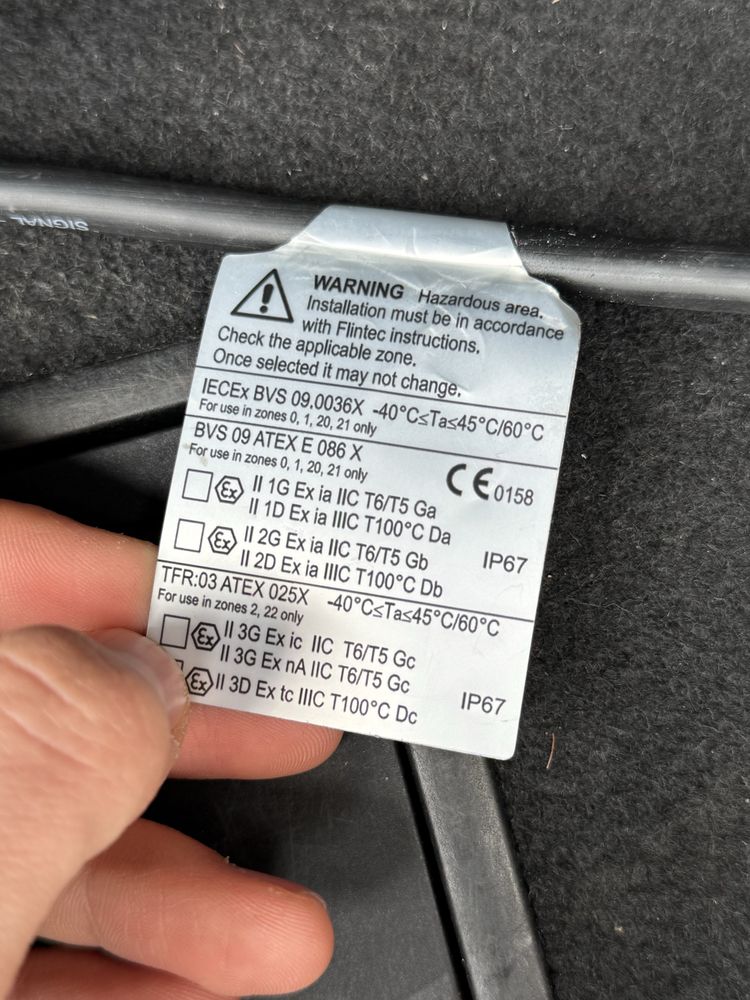 SIGNAL
WARNING Hazardous area.
Installation must be in accordance
with Flintec instructions.
Check the applicable zone.
Once selected it may not change.
IECEx BVS 09.0036X -40°C≤Ta≤45°C/60°C
For use in zones 0, 1, 20, 21 only
BVS 09 ATEX E 086 X
For use in zones 0, 1, 20, 21 only
CE 0158
Ex II 1G Ex ia IIC T6/T5 Ga
II 1D Ex ia IIIC T100°C Da
Ex II 2G Ex ia IIC T6/T5 Gb IP67
II 2D Ex ia IIIC T100°C Db
TFR:03 ATEX 025X -40°C≤Ta≤45°C/60°C
For use in zones 2, 22 only
Ex II 3G Ex ic IIC T6/T5 Gc
II 3G Ex nA IIC T6/T5 Gc
Ex II 3D Ex tc IIIC T100°C Dc IP67